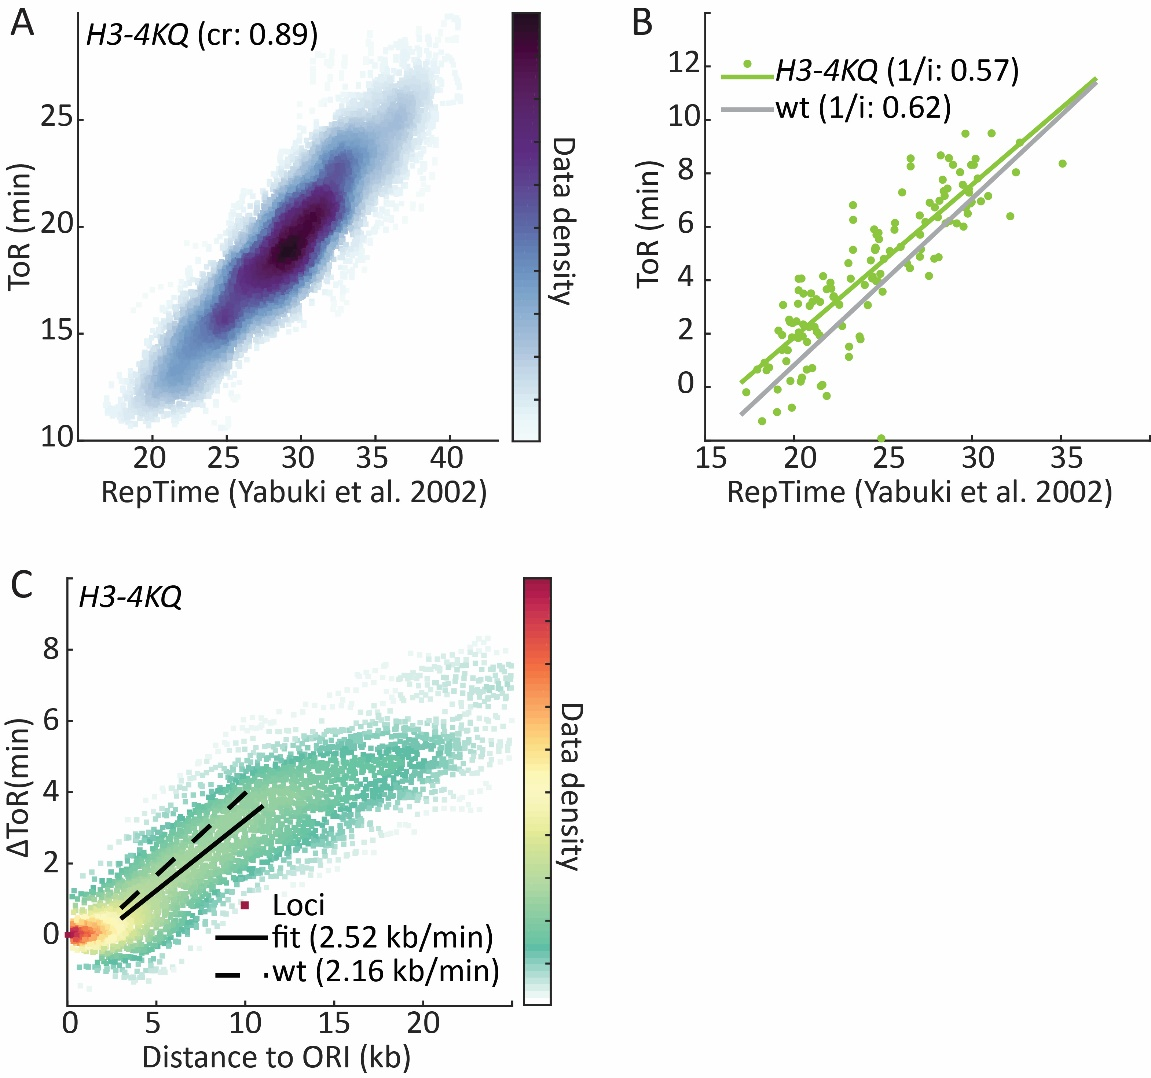 A
H3-4KQ (cr: 0.89)
ToR (min)
25
20
15
10
20 25 30 35 40
RepTime (Yabuki et al. 2002)
Data density
B
H3-4KQ (1/i: 0.57)
wt (1/i: 0.62)
ToR (min)
12
10
8
6
4
2
0
15 20 25 30 35
RepTime (Yabuki et al. 2002)
C
H3-4KQ
ΔToR(min)
8
6
4
2
0
Loci
fit (2.52 kb/min)
wt (2.16 kb/min)
0 5 10 15 20
Distance to ORI (kb)
Data density